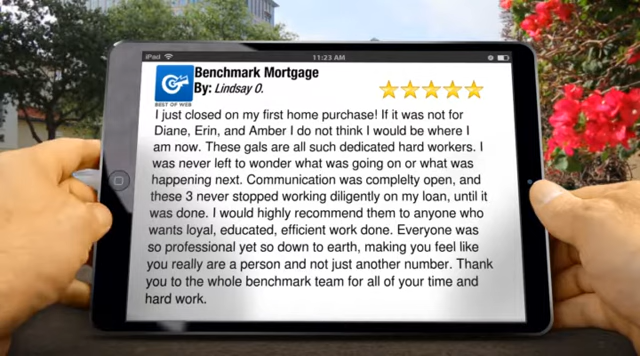 iPad 11:23 AM
Benchmark Mortgage
By: Lindsay O.
BEST OF WEB
I just closed on my first home purchase! If it was not for
Diane, Erin, and Amber I do not think I would be where I
am now. These gals are all such dedicated hard workers. I
was never left to wonder what was going on or what was
happening next. Communication was complelty open, and
these 3 never stopped working diligently on my loan, until it
was done. I would highly recommend them to anyone who
wants loyal, educated, efficient work done. Everyone was
so professional yet so down to earth, making you feel like
you really are a person and not just another number. Thank
you to the whole benchmark team for all of your time and
hard work.